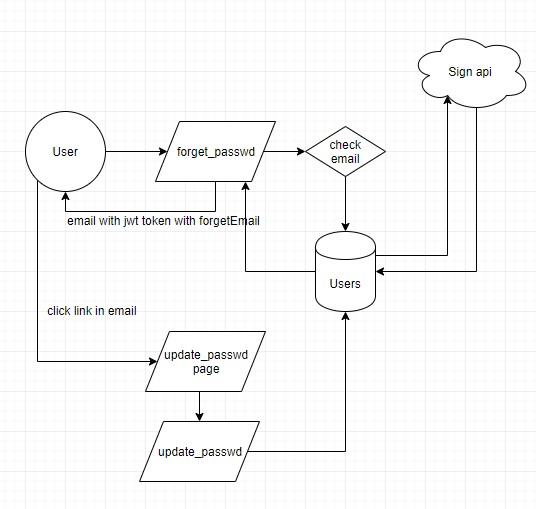 Sign api
User
forget_passwd
check
email
email with jwt token with forgetEmail
Users
click link in email
update_passwd
page
update_passwd